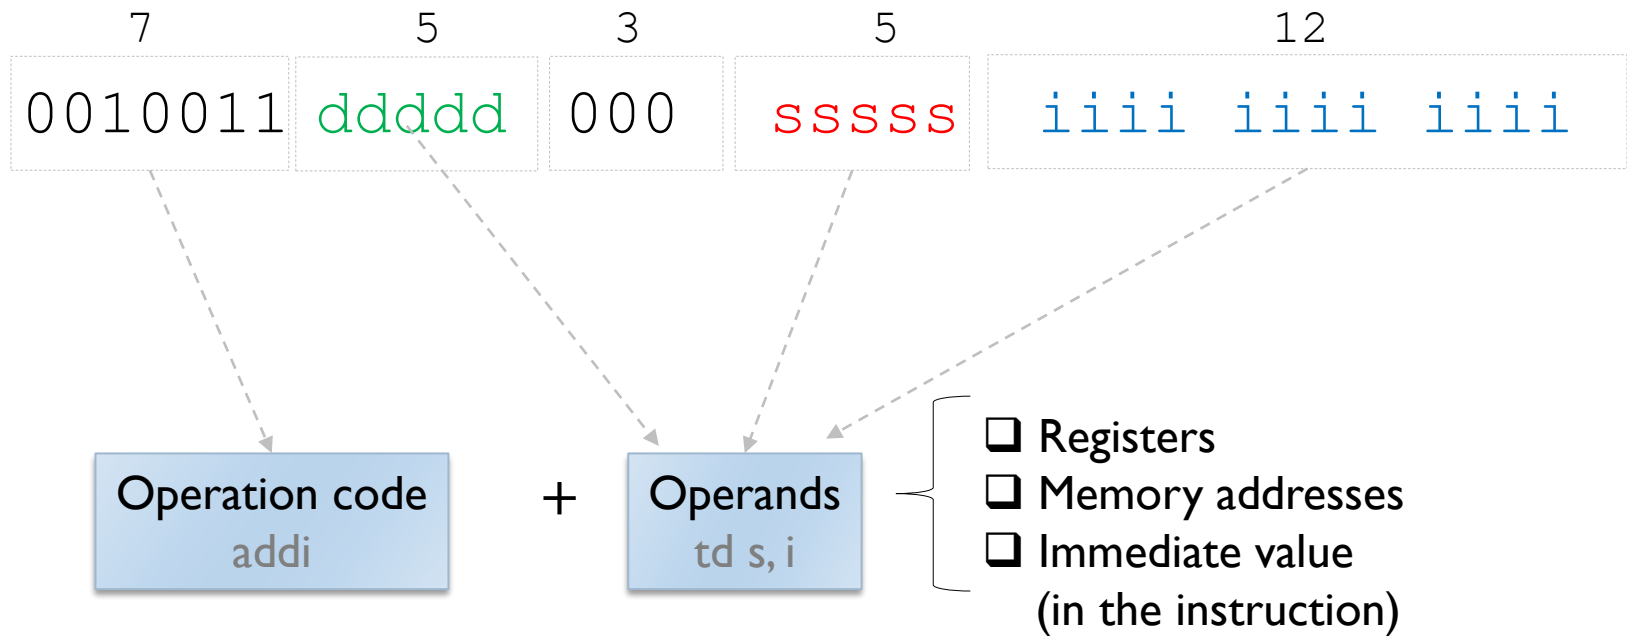 7 5 3 5 12
0010011 ddddd 000 sssss iiii iiii iiii
Operation code
addi
+
Operands
td s, i
❑ Registers
❑ Memory addresses
❑ Immediate value
(in the instruction)